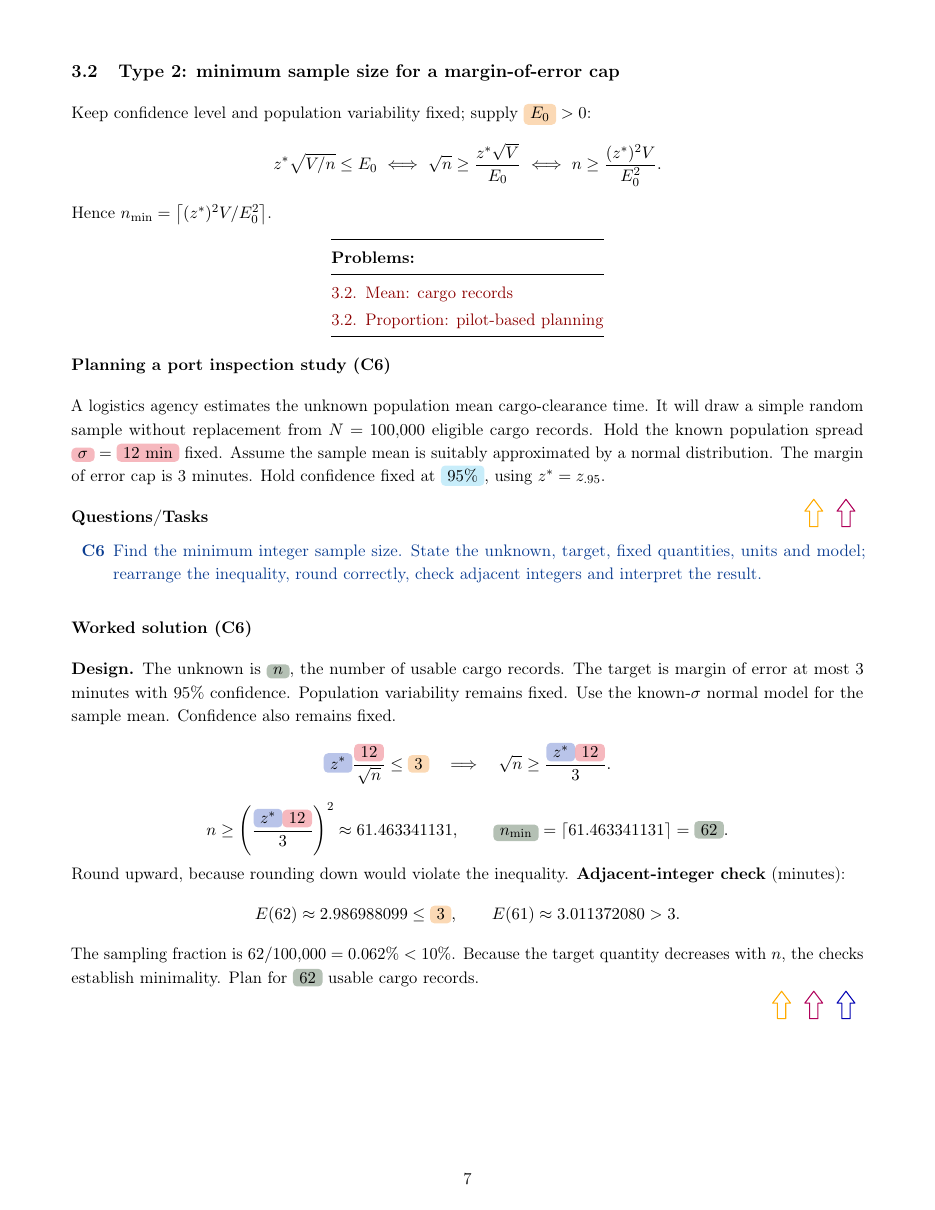 3.2 Type 2: minimum sample size for a margin-of-error cap
Keep confidence level and population variability fixed; supply E₀ > 0:
z*√(V/n) ≤ E₀ ⟺ √n ≥ z*√V / E₀ ⟺ n ≥ (z*)²V / E₀².
Hence n_min = ⌈(z*)²V/E₀²⌉.
Problems:
3.2. Mean: cargo records
3.2. Proportion: pilot-based planning
Planning a port inspection study (C6)
A logistics agency estimates the unknown population mean cargo-clearance time. It will draw a simple random
sample without replacement from N = 100,000 eligible cargo records. Hold the known population spread
σ = 12 min fixed. Assume the sample mean is suitably approximated by a normal distribution. The margin
of error cap is 3 minutes. Hold confidence fixed at 95%, using z* = z.95.
Questions/Tasks
C6 Find the minimum integer sample size. State the unknown, target, fixed quantities, units and model;
rearrange the inequality, round correctly, check adjacent integers and interpret the result.
Worked solution (C6)
Design. The unknown is n, the number of usable cargo records. The target is margin of error at most 3
minutes with 95% confidence. Population variability remains fixed. Use the known-σ normal model for the
sample mean. Confidence also remains fixed.
z* 12/√n ≤ 3 ⟹ √n ≥ z* 12 / 3.
n ≥ (z* 12 / 3)² ≈ 61.463341131, n_min = ⌈61.463341131⌉ = 62.
Round upward, because rounding down would violate the inequality. Adjacent-integer check (minutes):
E(62) ≈ 2.986988099 ≤ 3, E(61) ≈ 3.011372080 > 3.
The sampling fraction is 62/100,000 = 0.062% < 10%. Because the target quantity decreases with n, the checks
establish minimality. Plan for 62 usable cargo records.
7